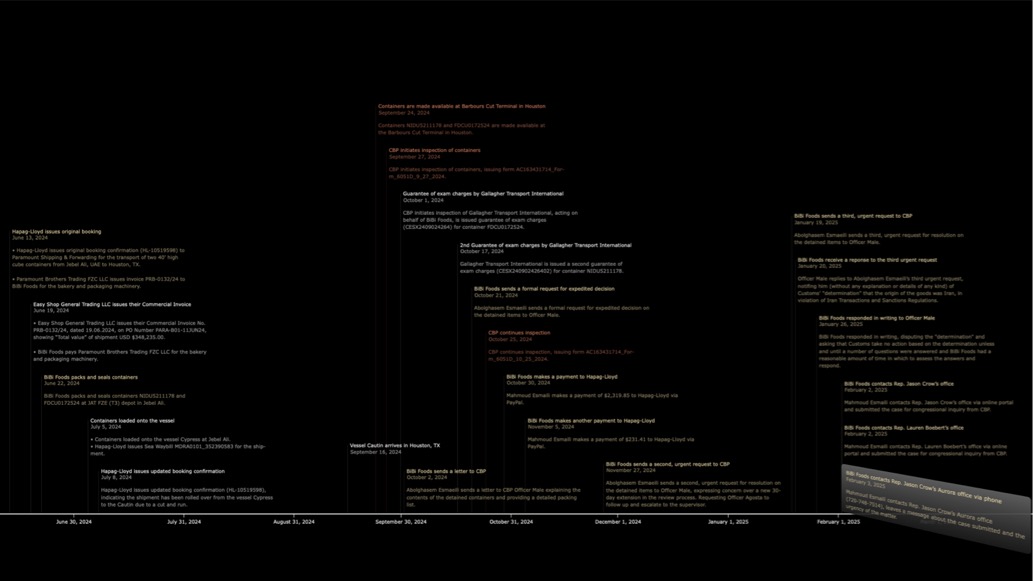 Containers are made available at Barbours Cut Terminal in Houston
September 24, 2024
Containers NIDU5211178 and FDCU0172524 are made available at
the Barbours Cut Terminal in Houston.
CBP initiates inspection of containers
September 27, 2024
CBP initiates inspection of containers, issuing form AC163431714_For-
m_6051D_9_27_2024.
Guarantee of exam charges by Gallagher Transport International
October 1, 2024
CBP initiates inspection of Gallagher Transport International, acting on
behalf of BiBi Foods, is issued guarantee of exam charges
(CESX2409024264) for container FDCU0172524.
2nd Guarantee of exam charges by Gallagher Transport International
October 17, 2024
Gallagher Transport International is issued a second guarantee of
exam charges (CESX240902426402) for container NIDU5211178.
BiBi Foods sends a formal request for expedited decision
October 21, 2024
Abolghasem Esmaeili sends a formal request for expedited decision on
the detained items to Officer Male.
CBP continues inspection
October 25, 2024
CBP continues inspection, issuing form AC163431714_For-
m_6051D_10_25_2024.
BiBi Foods makes a payment to Hapag-Lloyd
October 30, 2024
Mahmoud Esmaili makes a payment of $2,319.65 to Hapag-Lloyd via
PayPal.
BiBi Foods makes another payment to Hapag-Lloyd
November 5, 2024
Mahmoud Esmaili makes a payment of $231.41 to Hapag-Lloyd via
PayPal.
Hapag-Lloyd issues original booking
June 13, 2024
• Hapag-Lloyd issues original booking confirmation (HL-10519598) to
Paramount Shipping & Forwarding for the transport of two 40' high
cube containers from Jebel Ali, UAE to Houston, TX.
• Paramount Brothers Trading FZC LLC issues invoice PRB-0132/24 to
BiBi Foods for the bakery and packaging machinery.
Easy Shop General Trading LLC issues their Commercial Invoice
June 19, 2024
• Easy Shop General Trading LLC issues their Commercial Invoice No.
PRB-0132/24, dated 19.06.2024, on PO Number PARA-B01-11JUN24,
showing "Total value" of shipment USD $348,235.00.
• BiBi Foods pays Paramount Brothers Trading FZC LLC for the bakery
and packaging machinery.
BiBi Foods packs and seals containers
June 22, 2024
BiBi Foods packs and seals containers NIDU5211178 and
FDCU0172524 at JAT FZE (T3) depot in Jebel Ali.
Containers loaded onto the vessel
July 5, 2024
• Containers loaded onto the vessel Cypress at Jebel Ali.
• Hapag-Lloyd issues Sea Waybill MORA0101_352390583 for the ship-
ment.
Hapag-Lloyd issues updated booking confirmation
July 8, 2024
Hapag-Lloyd issues updated booking confirmation (HL-10519598),
indicating the shipment has been rolled over from the vessel Cypress
to the Cautin due to a cut and run.
Vessel Cautin arrives in Houston, TX
September 16, 2024
BiBi Foods sends a letter to CBP
October 2, 2024
Abolghasem Esmaeili sends a letter to CBP Officer Male explaining the
contents of the detained containers and providing a detailed packing
list.
BiBi Foods sends a second, urgent request to CBP
November 27, 2024
Abolghasem Esmaeili sends a second, urgent request for resolution on
the detained items to Officer Male, expressing concern over a new 30-
day extension in the review process. Requesting Officer Agosto to
follow-up and escalate to the supervisor.
BiBi Foods sends a third, urgent request to CBP
January 19, 2025
Abolghasem Esmaeili sends a third, urgent request for resolution on
the detained items to Officer Male.
BiBi Foods receive a reponse to the third urgent request
January 20, 2025
Officer Male replies to Abolghasem Esmaeili's third urgent request,
notifing him (without any explanation or details of any kind) of
Customs' "determination" that the origin of the goods was Iran, in
violation of Iran Transactions and Sanctions Regulations.
BiBi Foods responded in writing to Officer Male
January 26, 2025
BiBi Foods responded in writing, disputing the "determination" and
asking that Customs take no action based on the determination unless
and until a number of questions were answered and BiBi Foods had a
reasonable amount of time in which to assess the answers and
respond.
BiBi Foods contacts Rep. Jason Crow's office
February 2, 2025
Mahmoud Esmaili contacts Rep. Jason Crow's office via online portal
and submitted the case for congressional inquiry from CBP.
BiBi Foods contacts Rep. Lauren Boebert's office
February 2, 2025
Mahmoud Esmaili contacts Rep. Lauren Boebert's office via online
portal and submitted the case for congressional inquiry from CBP.
BiBi Foods contacts Rep. Jason Crow's Aurora office via phone
February 3, 2025
Mahmoud Esmaili contacts Rep. Jason Crow's Aurora office
(720-748-7514), leaves a message about the case submitted and the
urgency of the matter.
June 30, 2024
July 31, 2024
August 31, 2024
September 30, 2024
October 31, 2024
December 1, 2024
January 1, 2025
February 1, 2025